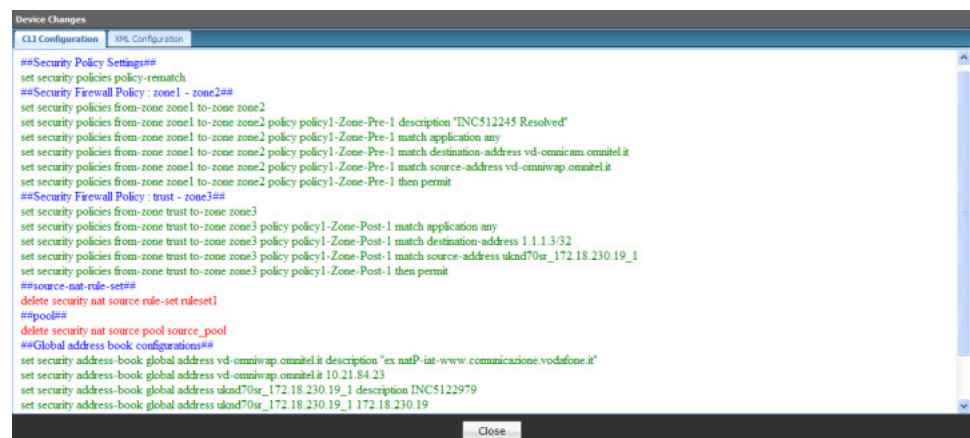 Device Changes
CLI Configuration XML Configuration
##Security Policy Settings##
set security policies policy-rematch
##Security Firewall Policy : zone1 - zone2##
set security policies from-zone zone1 to-zone zone2
set security policies from-zone zone1 to-zone zone2 policy policy1-Zone-Pre-1 description "INC512245 Resolved"
set security policies from-zone zone1 to-zone zone2 policy policy1-Zone-Pre-1 match application any
set security policies from-zone zone1 to-zone zone2 policy policy1-Zone-Pre-1 match destination-address vd-omnicam.omnitel.it
set security policies from-zone zone1 to-zone zone2 policy policy1-Zone-Pre-1 match source-address vd-omniwap.omnitel.it
set security policies from-zone zone1 to-zone zone2 policy policy1-Zone-Pre-1 then permit
##Security Firewall Policy : trust - zone3##
set security policies from-zone trust to-zone zone3
set security policies from-zone trust to-zone zone3 policy policy1-Zone-Post-1 match application any
set security policies from-zone trust to-zone zone3 policy policy1-Zone-Post-1 match destination-address 1.1.1.3/32
set security policies from-zone trust to-zone zone3 policy policy1-Zone-Post-1 match source-address uknd70sr_172.18.230.19_1
set security policies from-zone trust to-zone zone3 policy policy1-Zone-Post-1 then permit
##source-nat-rule-set##
delete security nat source rule-set ruleset1
##pool##
delete security nat source pool source_pool
##Global address book configurations##
set security address-book global address vd-omniwap.omnitel.it description "ex natP-iat-www.comunicazione.vodafone.it"
set security address-book global address vd-omniwap.omnitel.it 10.21.84.23
set security address-book global address uknd70sr_172.18.230.19_1 description INC5122979
set security address-book global address uknd70sr_172.18.230.19_1 172.18.230.19
Close